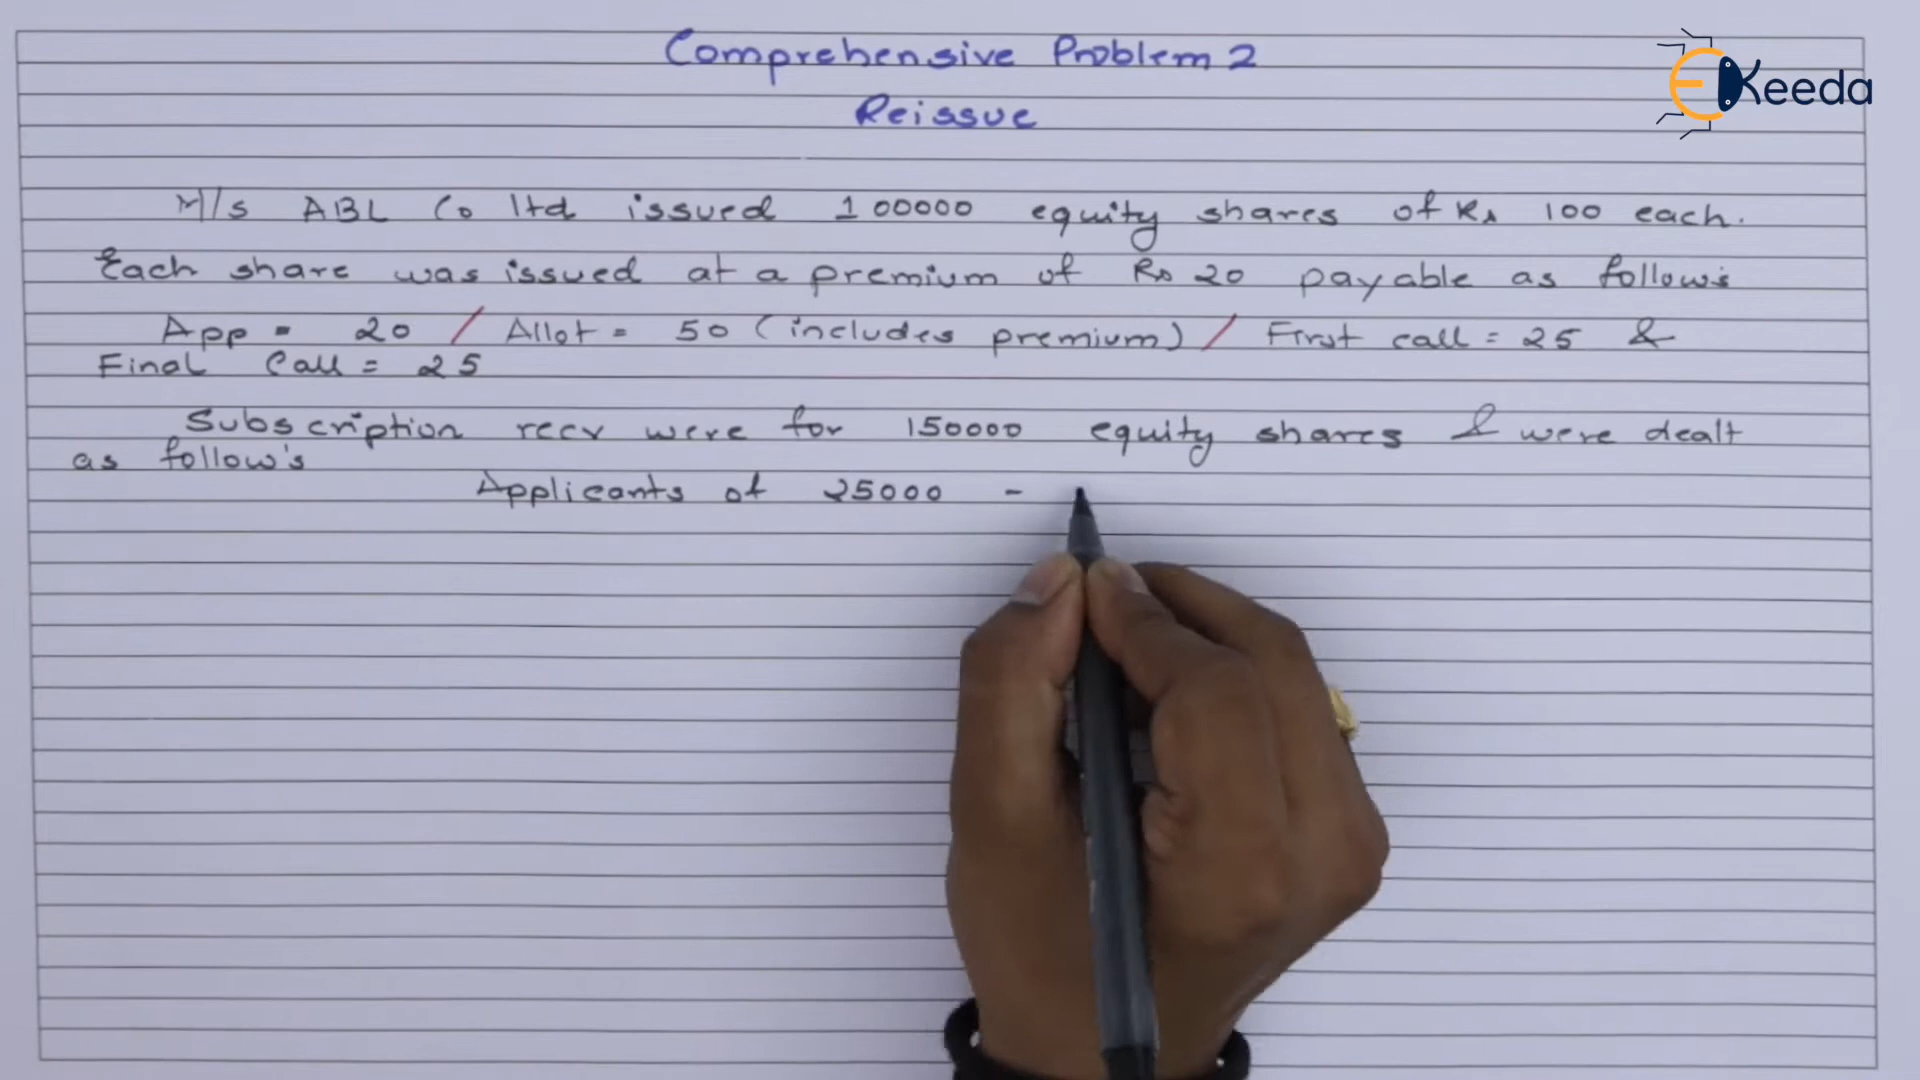 Comprehensive Problem 2
EKeeda
Reissue
M/s ABL Co ltd issued 100000 equity shares of Rs 100 each.
Each share was issued at a premium of Rs 20 payable as follow's
App = 20 / Allot = 50 (includes premium) / First call = 25 &
Final Call = 25
Subscription recv were for 150000 equity shares & were dealt
as follow's
Applicants of 25000 -